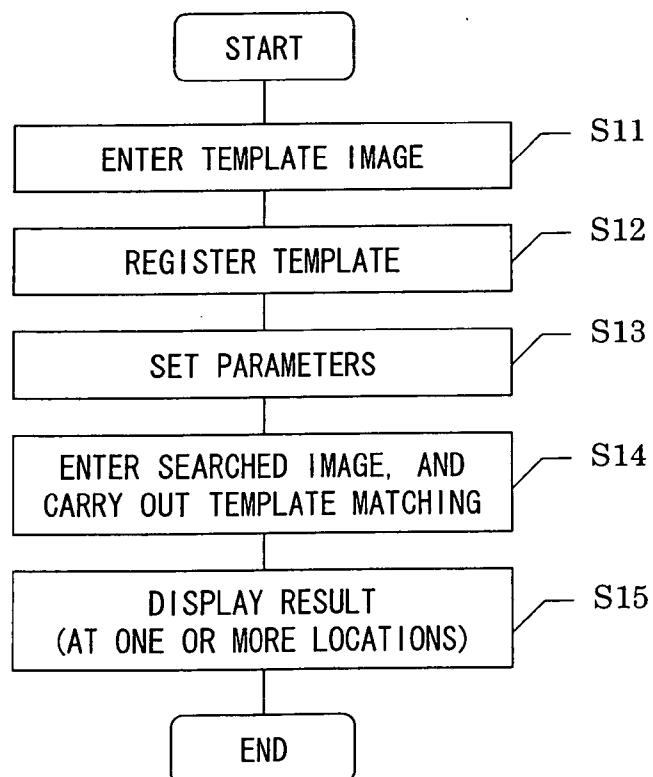 START
ENTER TEMPLATE IMAGE
S11
REGISTER TEMPLATE
S12
SET PARAMETERS
S13
ENTER SEARCHED IMAGE, AND
CARRY OUT TEMPLATE MATCHING
S14
DISPLAY RESULT
(AT ONE OR MORE LOCATIONS)
S15
END